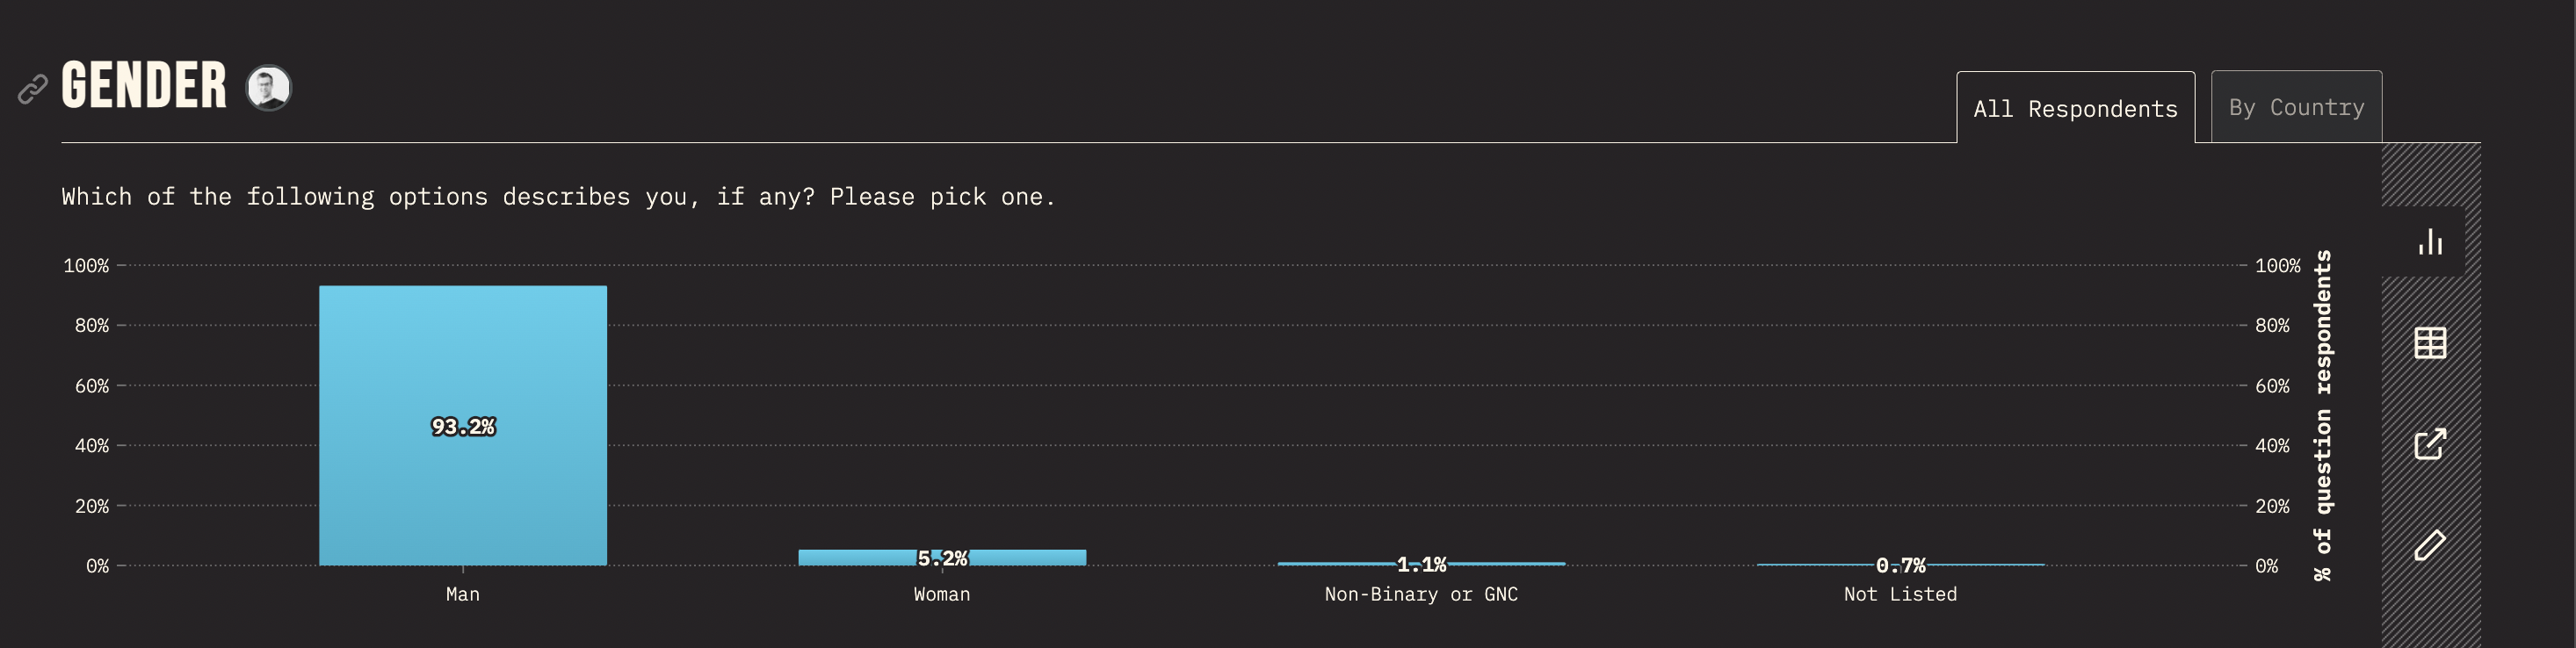 GENDER
All Respondents
By Country
Which of the following options describes you, if any? Please pick one.
100%
80%
60%
40%
20%
0%
93.2%
5.2%
1.1%
0.7%
Man
Woman
Non-Binary or GNC
Not Listed
100%
80%
60%
40%
20%
0%
% of question respondents